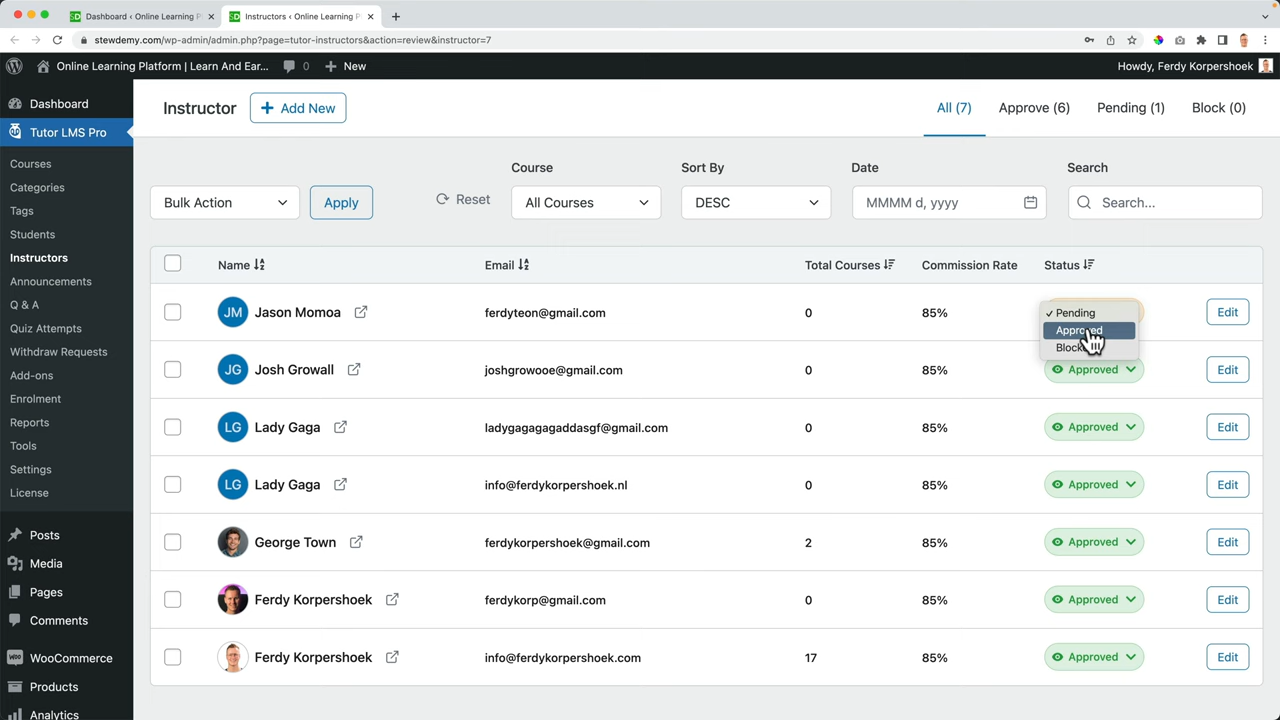 Dashboard ‹ Online Learning P
Instructors ‹ Online Learning P
stewdemy.com/wp-admin/admin.php?page=tutor-instructors&action=review&instructor=7
Online Learning Platform | Learn And Ear... 0 New Howdy, Ferdy Korpershoek
Dashboard
Tutor LMS Pro
Courses
Categories
Tags
Students
Instructors
Announcements
Q & A
Quiz Attempts
Withdraw Requests
Add-ons
Enrolment
Reports
Tools
Settings
License
Posts
Media
Pages
Comments
WooCommerce
Products
Analytics
Instructor Add New All (7) Approve (6) Pending (1) Block (0)
Course Sort By Date Search
Bulk Action Apply Reset All Courses DESC MMMM d, yyyy Search...
Name Email Total Courses Commission Rate Status
JM Jason Momoa ferdyteon@gmail.com 0 85% Pending Edit
Approved
JG Josh Growall joshgrowooe@gmail.com 0 85% Approved Edit
LG Lady Gaga ladygagagagaddasgf@gmail.com 0 85% Approved Edit
LG Lady Gaga info@ferdykorpershoek.nl 0 85% Approved Edit
George Town ferdykorpershoek@gmail.com 2 85% Approved Edit
Ferdy Korpershoek ferdykorp@gmail.com 0 85% Approved Edit
Ferdy Korpershoek info@ferdykorpershoek.com 17 85% Approved Edit